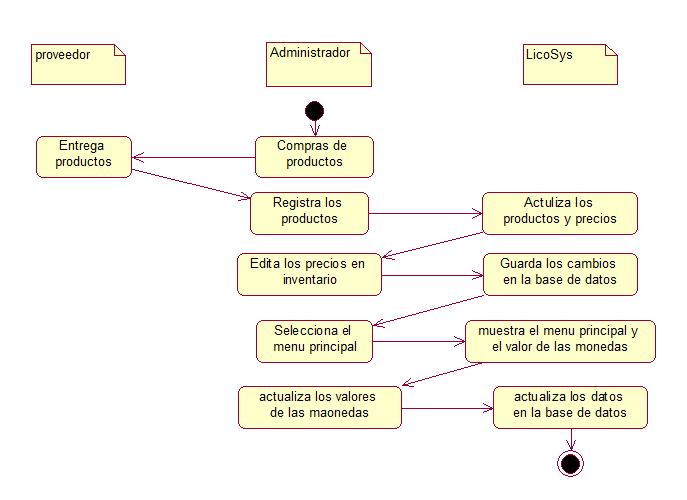 proveedor
Administrador
LicoSys
Compras de
productos
Entrega
productos
Registra los
productos
Actuliza los
productos y precios
Edita los precios en
inventario
Guarda los cambios
en la base de datos
Selecciona el
menu principal
muestra el menu principal y
el valor de las monedas
actualiza los valores
de las maonedas
actualiza los datos
en la base de datos